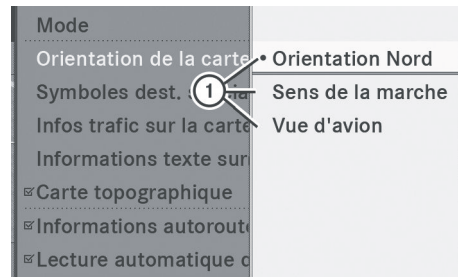 Mode
Orientation de la carte
Symboles dest.
Infos trafic sur la carte
Informations texte sur
Carte topographique
Informations autoroute
Lecture automatique d
• Orientation Nord
Sens de la marche
Vue d'avion
1